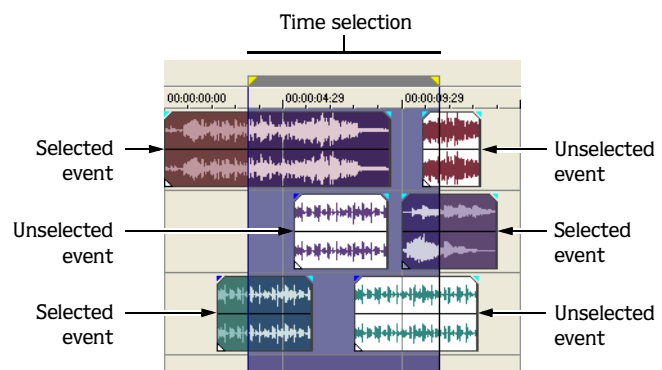 Time selection
00:00:00:00
00:00:04:29
00:00:09:29
Selected
event
Unselected
event
Unselected
event
Selected
event
Selected
event
Unselected
event